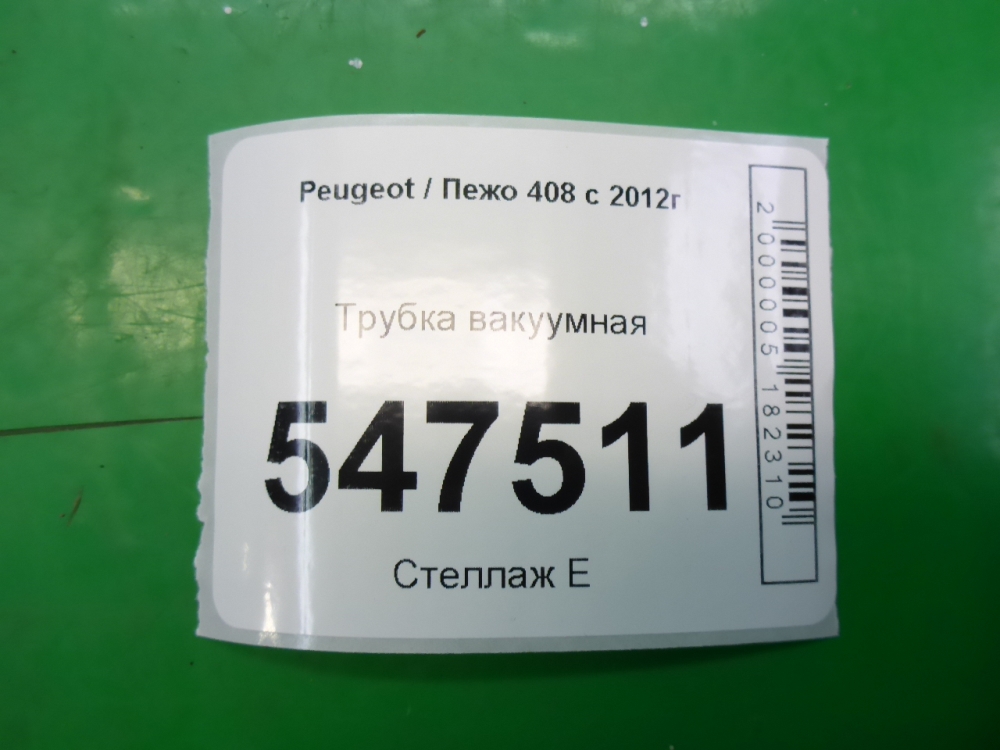 Peugeot / Пежо 408 с 2012г
Трубка вакуумная
547511
Стеллаж Е
2000005182310